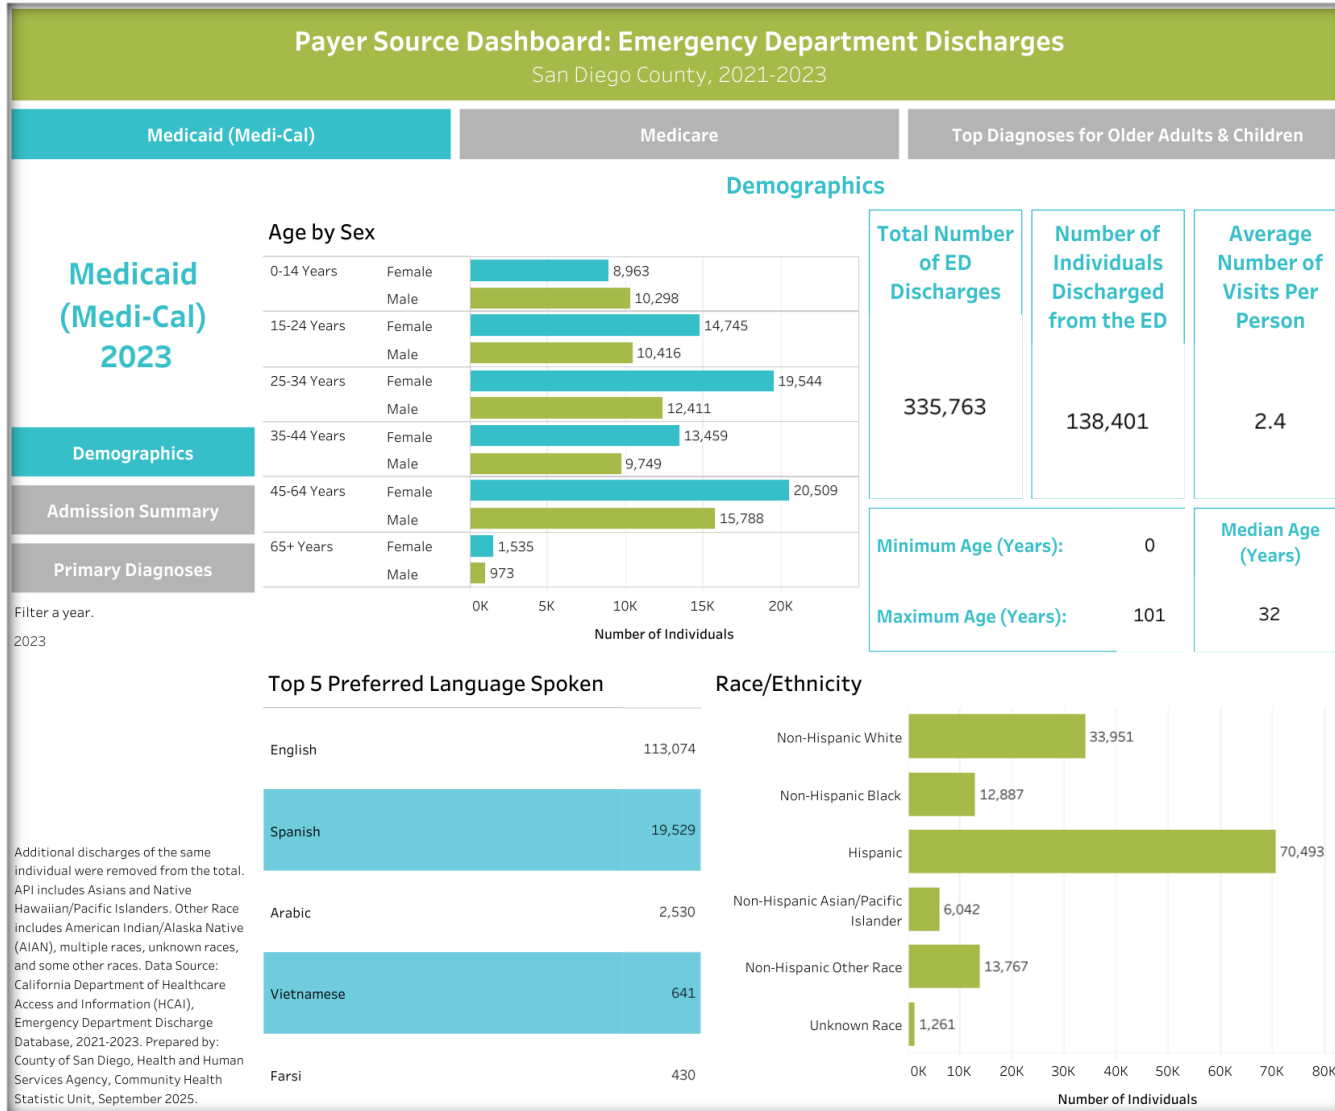 Payer Source Dashboard: Emergency Department Discharges
San Diego County, 2021-2023
Medicaid (Medi-Cal)
Medicare
Top Diagnoses for Older Adults & Children
Demographics
Medicaid
(Medi-Cal)
2023
Demographics
Admission Summary
Primary Diagnoses
Filter a year.
2023
Additional discharges of the same
individual were removed from the total.
API includes Asians and Native
Hawaiian/Pacific Islanders. Other Race
includes American Indian/Alaska Native
(AIAN), multiple races, unknown races,
and some other races. Data Source:
California Department of Healthcare
Access and Information (HCAI),
Emergency Department Discharge
Database, 2021-2023. Prepared by:
County of San Diego, Health and Human
Services Agency, Community Health
Statistic Unit, September 2025.
Age by Sex
0-14 Years Female 8,963
Male 10,298
15-24 Years Female 14,745
Male 10,416
25-34 Years Female 19,544
Male 12,411
35-44 Years Female 13,459
Male 9,749
45-64 Years Female 20,509
Male 15,788
65+ Years Female 1,535
Male 973
0K 5K 10K 15K 20K
Number of Individuals
Total Number
of ED
Discharges
335,763
Number of
Individuals
Discharged
from the ED
138,401
Average
Number of
Visits Per
Person
2.4
Minimum Age (Years): 0
Maximum Age (Years): 101
Median Age
(Years)
32
Top 5 Preferred Language Spoken
English 113,074
Spanish 19,529
Arabic 2,530
Vietnamese 641
Farsi 430
Race/Ethnicity
Non-Hispanic White 33,951
Non-Hispanic Black 12,887
Hispanic 70,493
Non-Hispanic Asian/Pacific
Islander 6,042
Non-Hispanic Other Race 13,767
Unknown Race 1,261
0K 10K 20K 30K 40K 50K 60K 70K 80K
Number of Individuals